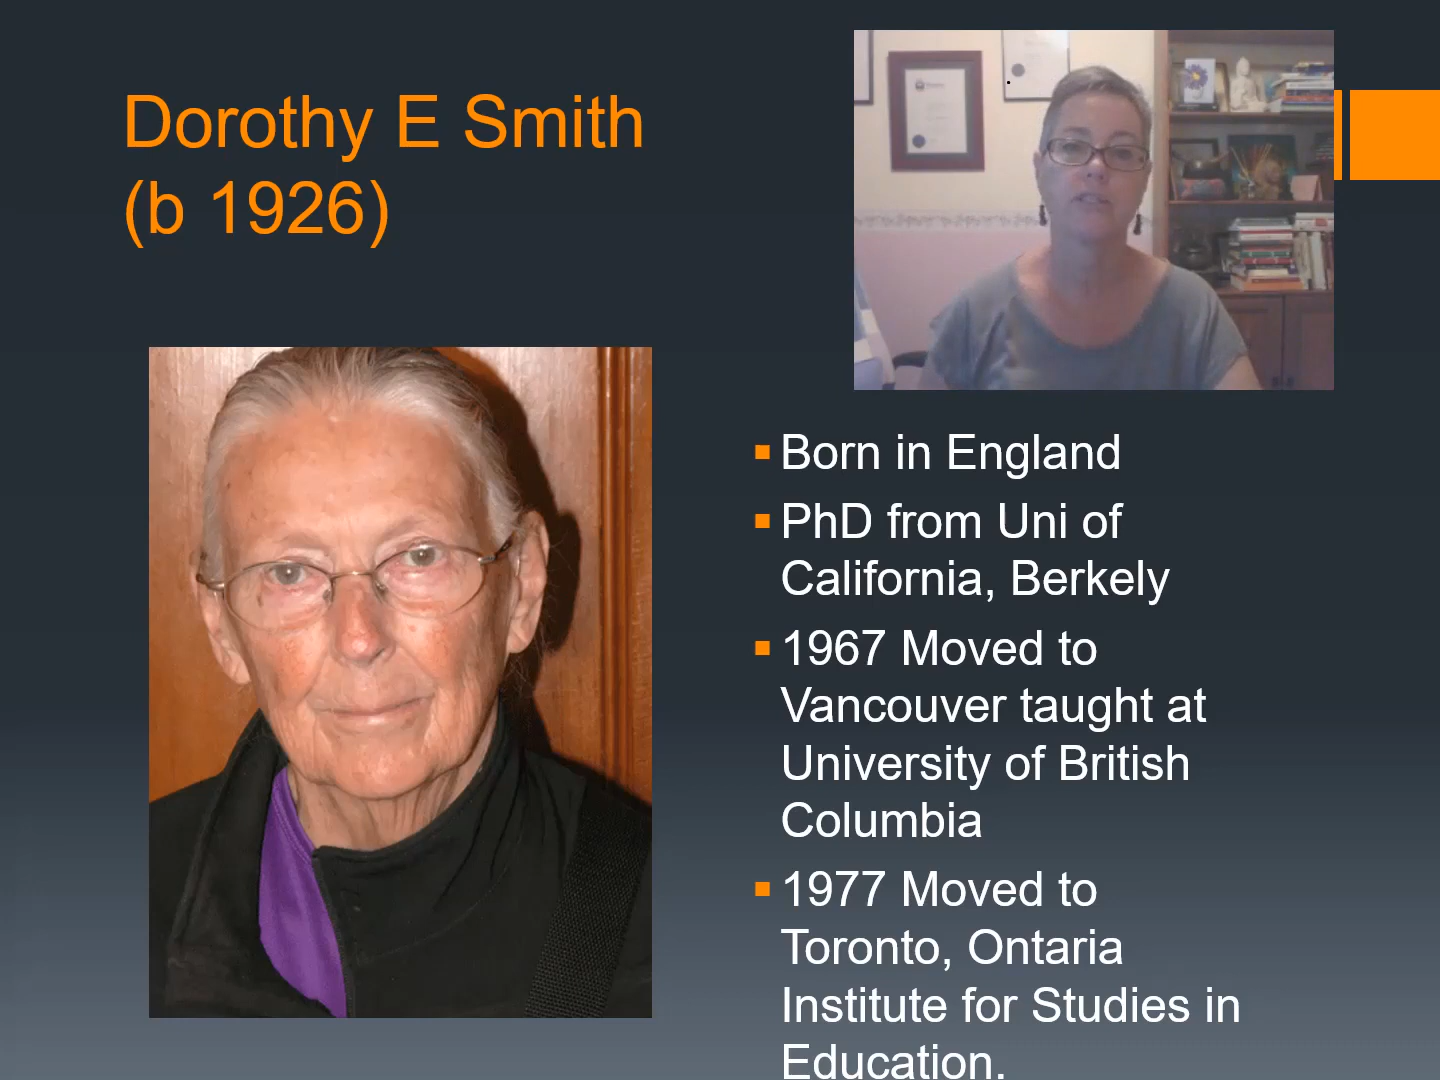 Dorothy E Smith
(b 1926)
Born in England
PhD from Uni of
California, Berkely
1967 Moved to
Vancouver taught at
University of British
Columbia
1977 Moved to
Toronto, Ontaria
Institute for Studies in
Education.